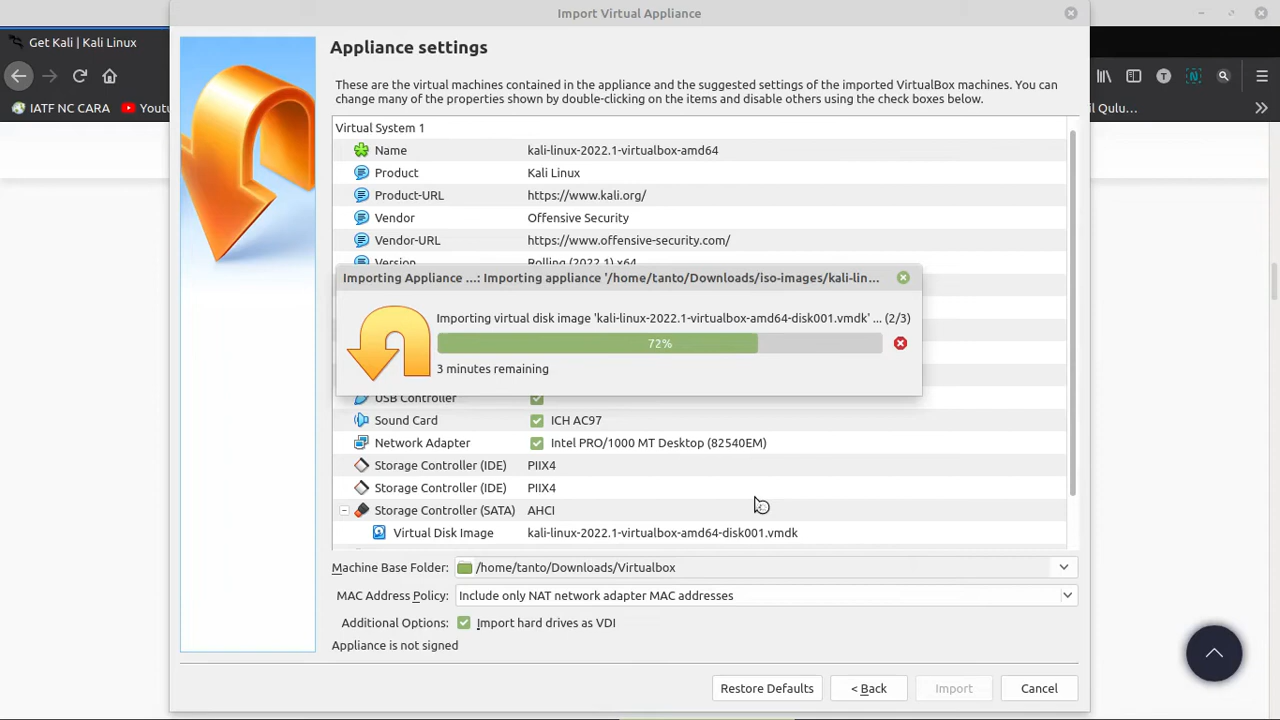 Import Virtual Appliance
Get Kali | Kali Linux
IATF NC CARA
Youtu
il Qulu...
T
N
Appliance settings
These are the virtual machines contained in the appliance and the suggested settings of the imported VirtualBox machines. You can
change many of the properties shown by double-clicking on the items and disable others using the check boxes below.
Virtual System 1
Name kali-linux-2022.1-virtualbox-amd64
Product Kali Linux
Product-URL https://www.kali.org/
Vendor Offensive Security
Vendor-URL https://www.offensive-security.com/
Version Rolling (2022.1) x64
Importing Appliance ...: Importing appliance '/home/tanto/Downloads/iso-images/kali-lin...
Importing virtual disk image 'kali-linux-2022.1-virtualbox-amd64-disk001.vmdk' ... (2/3)
72%
3 minutes remaining
USB Controller
Sound Card ICH AC97
Network Adapter Intel PRO/1000 MT Desktop (82540EM)
Storage Controller (IDE) PIIX4
Storage Controller (IDE) PIIX4
Storage Controller (SATA) AHCI
Virtual Disk Image kali-linux-2022.1-virtualbox-amd64-disk001.vmdk
Machine Base Folder: /home/tanto/Downloads/Virtualbox
MAC Address Policy: Include only NAT network adapter MAC addresses
Additional Options: Import hard drives as VDI
Appliance is not signed
Restore Defaults
< Back
Import
Cancel